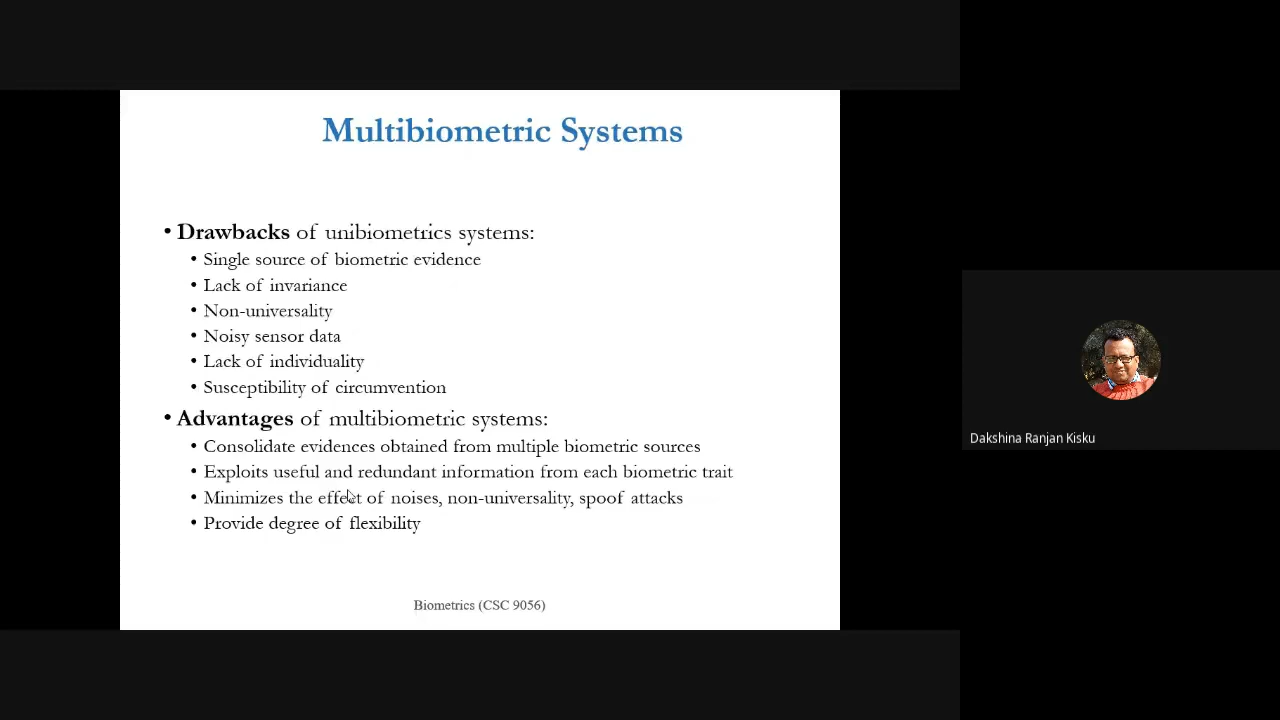 Multibiometric Systems
• Drawbacks of unibiometrics systems:
• Single source of biometric evidence
• Lack of invariance
• Non-universality
• Noisy sensor data
• Lack of individuality
• Susceptibility of circumvention
• Advantages of multibiometric systems:
• Consolidate evidences obtained from multiple biometric sources
• Exploits useful and redundant information from each biometric trait
• Minimizes the effect of noises, non-universality, spoof attacks
• Provide degree of flexibility
Biometrics (CSC 9056)
Dakshina Ranjan Kisku